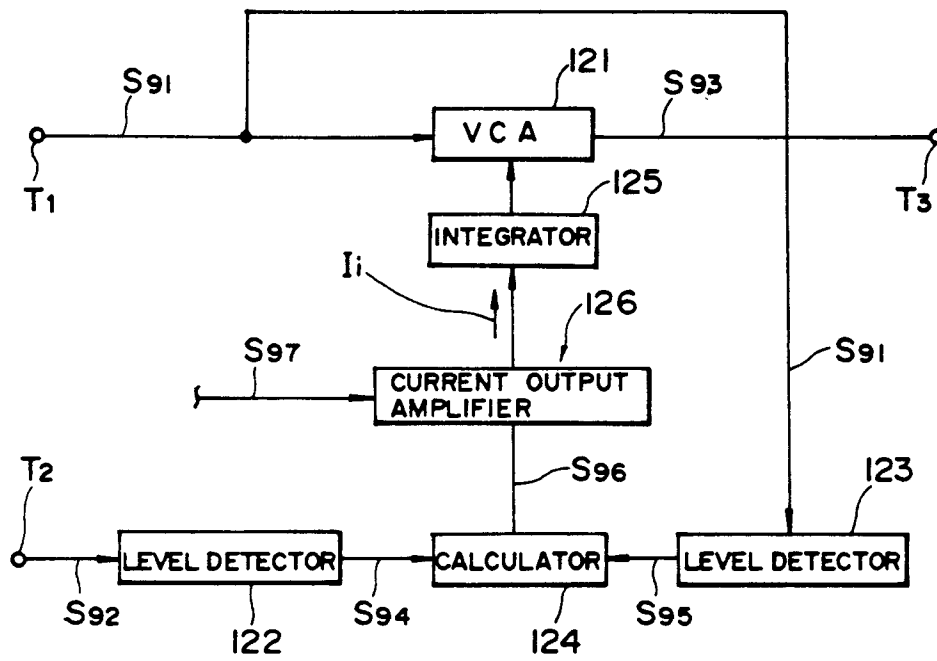 121
S91
S93
VCA
T1
T3
125
INTEGRATOR
Ii
126
S97
S91
CURRENT OUTPUT
AMPLIFIER
T2
S96
123
LEVEL DETECTOR
CALCULATOR
LEVEL DETECTOR
S92
S94
S95
122
124